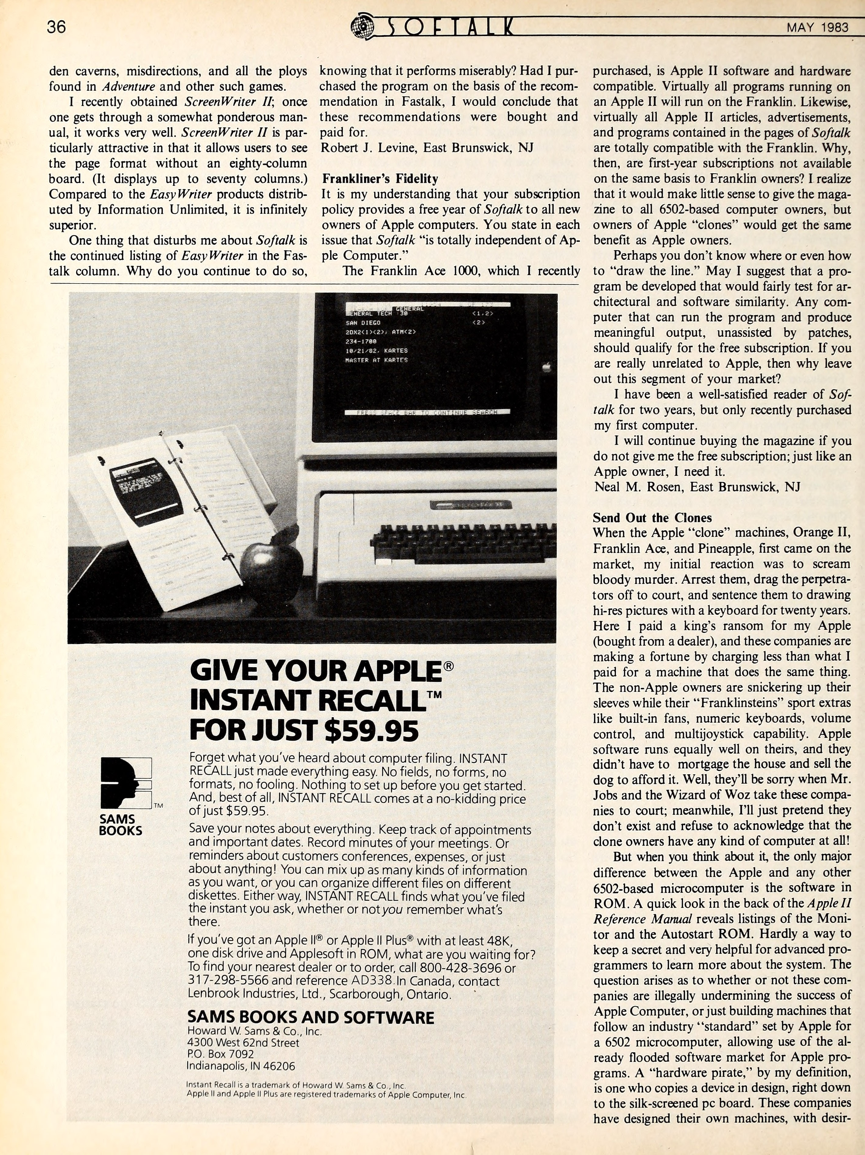 36
SOFTALK
MAY 1983
den caverns, misdirections, and all the ploys
found in Adventure and other such games.
I recently obtained ScreenWriter II; once
one gets through a somewhat ponderous man-
ual, it works very well. ScreenWriter II is par-
ticularly attractive in that it allows users to see
the page format without an eighty-column
board. (It displays up to seventy columns.)
Compared to the EasyWriter products distrib-
uted by Information Unlimited, it is infinitely
superior.
One thing that disturbs me about Softalk is
the continued listing of EasyWriter in the Fas-
talk column. Why do you continue to do so,
knowing that it performs miserably? Had I pur-
chased the program on the basis of the recom-
mendation in Fastalk, I would conclude that
these recommendations were bought and
paid for.
Robert J. Levine, East Brunswick, NJ
Frankliner's Fidelity
It is my understanding that your subscription
policy provides a free year of Softalk to all new
owners of Apple computers. You state in each
issue that Softalk "is totally independent of Ap-
ple Computer."
The Franklin Ace 1000, which I recently
purchased, is Apple II software and hardware
compatible. Virtually all programs running on
an Apple II will run on the Franklin. Likewise,
virtually all Apple II articles, advertisements,
and programs contained in the pages of Softalk
are totally compatible with the Franklin. Why,
then, are first-year subscriptions not available
on the same basis to Franklin owners? I realize
that it would make little sense to give the maga-
zine to all 6502-based computer owners, but
owners of Apple "clones" would get the same
benefit as Apple owners.
Perhaps you don't know where or even how
to "draw the line." May I suggest that a pro-
gram be developed that would fairly test for ar-
chitectural and software similarity. Any com-
puter that can run the program and produce
meaningful output, unassisted by patches,
should qualify for the free subscription. If you
are really unrelated to Apple, then why leave
out this segment of your market?
I have been a well-satisfied reader of Sof-
talk for two years, but only recently purchased
my first computer.
I will continue buying the magazine if you
do not give me the free subscription; just like an
Apple owner, I need it.
Neal M. Rosen, East Brunswick, NJ
Send Out the Clones
When the Apple "clone" machines, Orange II,
Franklin Ace, and Pineapple, first came on the
market, my initial reaction was to scream
bloody murder. Arrest them, drag the perpetra-
tors off to court, and sentence them to drawing
hi-res pictures with a keyboard for twenty years.
Here I paid a king's ransom for my Apple
(bought from a dealer), and these companies are
making a fortune by charging less than what I
paid for a machine that does the same thing.
The non-Apple owners are snickering up their
sleeves while their "Franklinsteins" sport extras
like built-in fans, numeric keyboards, volume
control, and multijoystick capability. Apple
software runs equally well on theirs, and they
didn't have to mortgage the house and sell the
dog to afford it. Well, they'll be sorry when Mr.
Jobs and the Wizard of Woz take these compa-
nies to court; meanwhile, I'll just pretend they
don't exist and refuse to acknowledge that the
clone owners have any kind of computer at all!
But when you think about it, the only major
difference between the Apple and any other
6502-based microcomputer is the software in
ROM. A quick look in the back of the Apple II
Reference Manual reveals listings of the Moni-
tor and the Autostart ROM. Hardly a way to
keep a secret and very helpful for advanced pro-
grammers to learn more about the system. The
question arises as to whether or not these com-
panies are illegally undermining the success of
Apple Computer, or just building machines that
follow an industry "standard" set by Apple for
a 6502 microcomputer, allowing use of the al-
ready flooded software market for Apple pro-
grams. A "hardware pirate," by my definition,
is one who copies a device in design, right down
to the silk-screened pc board. These companies
have designed their own machines, with desir-
GENERAL
GENERAL TECH
SAN DIEGO
2DX2(1)(2), ATM(2)
234-1700
10/21/82, KARTES
MASTER AT KARTES
(1,2)
(2)
PRESS SPACE BAR TO CONTINUE SEARCH
GIVE YOUR APPLE®
INSTANT RECALL™
FOR JUST $59.95
Forget what you've heard about computer filing. INSTANT
RECALL just made everything easy. No fields, no forms, no
formats, no fooling. Nothing to set up before you get started.
And, best of all, INSTANT RECALL comes at a no-kidding price
of just $59.95.
TM
SAMS
BOOKS
Save your notes about everything. Keep track of appointments
and important dates. Record minutes of your meetings. Or
reminders about customers conferences, expenses, or just
about anything! You can mix up as many kinds of information
as you want, or you can organize different files on different
diskettes. Either way, INSTANT RECALL finds what you've filed
the instant you ask, whether or not you remember what's
there.
If you've got an Apple II® or Apple II Plus® with at least 48K,
one disk drive and Applesoft in ROM, what are you waiting for?
To find your nearest dealer or to order, call 800-428-3696 or
317-298-5566 and reference AD338. In Canada, contact
Lenbrook Industries, Ltd., Scarborough, Ontario.
SAMS BOOKS AND SOFTWARE
Howard W. Sams & Co., Inc.
4300 West 62nd Street
P.O. Box 7092
Indianapolis, IN 46206
Instant Recall is a trademark of Howard W. Sams & Co., Inc.
Apple II and Apple II Plus are registered trademarks of Apple Computer, Inc.